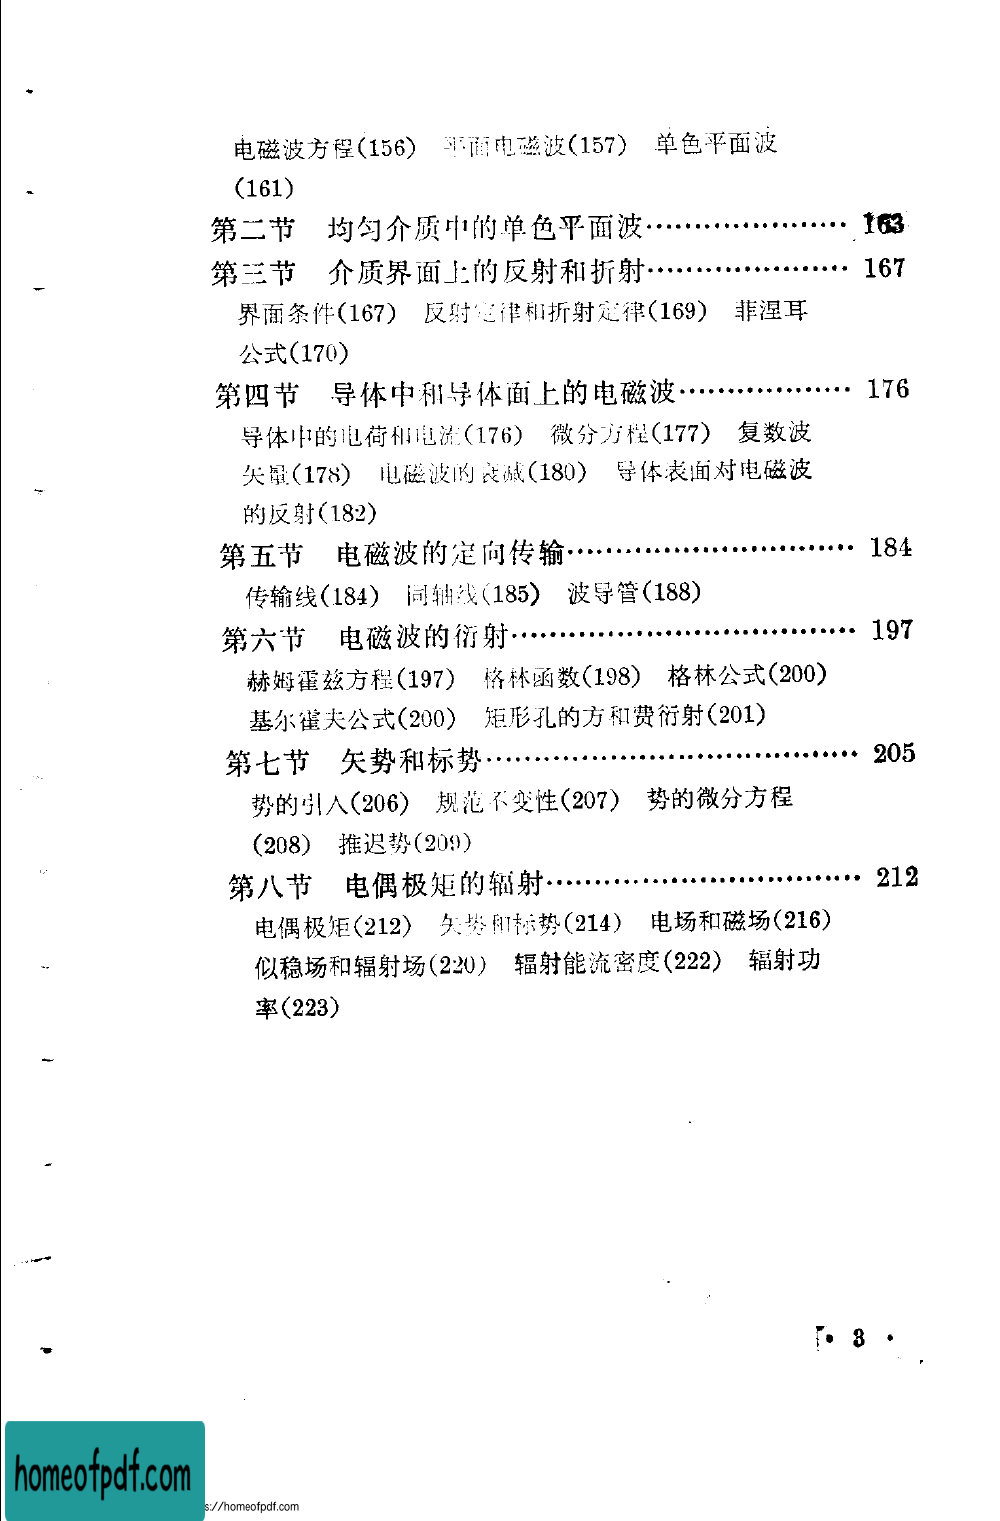 电磁波方程(156) 平面电磁波(157) 单色平面波
(161)
第二节 均匀介质中的单色平面波………………… 163
第三节 介质界面上的反射和折射………………… 167
界面条件(167) 反射定律和折射定律(169) 菲涅耳
公式(170)
第四节 导体中和导体面上的电磁波……………… 176
导体中的电荷和电流(176) 微分方程(177) 复数波
矢量(178) 电磁波的衰减(180) 导体表面对电磁波
的反射(182)
第五节 电磁波的定向传输………………………… 184
传输线(184) 同轴线(185) 波导管(188)
第六节 电磁波的衍射……………………………… 197
赫姆霍兹方程(197) 格林函数(198) 格林公式(200)
基尔霍夫公式(200) 矩形孔的方和费衍射(201)
第七节 矢势和标势………………………………… 205
势的引入(206) 规范不变性(207) 势的微分方程
(208) 推迟势(209)
第八节 电偶极矩的辐射…………………………… 212
电偶极矩(212) 矢势和标势(214) 电场和磁场(216)
似稳场和辐射场(220) 辐射能流密度(222) 辐射功
率(223)
• 3 •
homeofpdf.com
s://homeofpdf.com